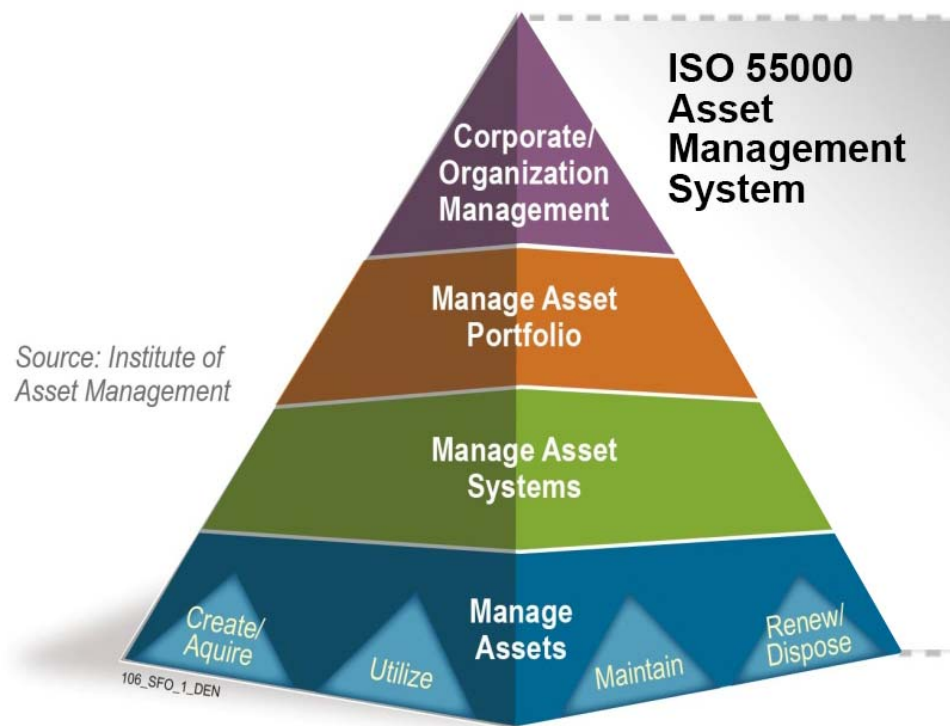 ISO 55000
Asset
Management
System
Corporate/
Organization
Management
Manage Asset
Portfolio
Source: Institute of
Asset Management
Manage Asset
Systems
Manage
Assets
Create/
Aquire
Utilize
Maintain
Renew/
Dispose
106_SFO_1_DEN